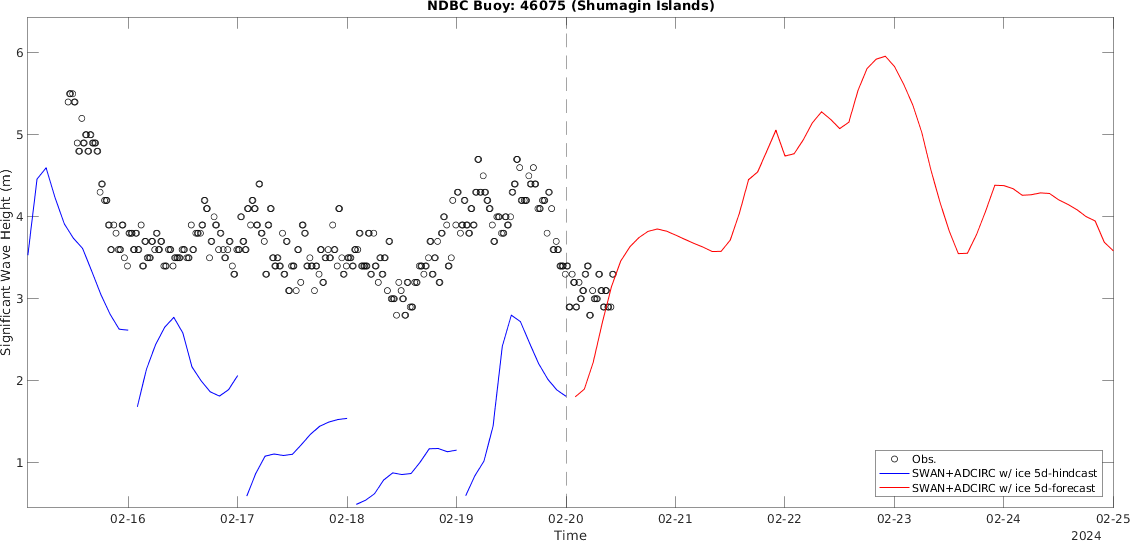 NDBC Buoy: 46075 (Shumagin Islands)
Significant Wave Height (m)
6
5
4
3
2
1
Obs.
SWAN+ADCIRC w/ ice 5d-hindcast
SWAN+ADCIRC w/ ice 5d-forecast
02-16 02-17 02-18 02-19 02-20 02-21 02-22 02-23 02-24 02-25
Time
2024